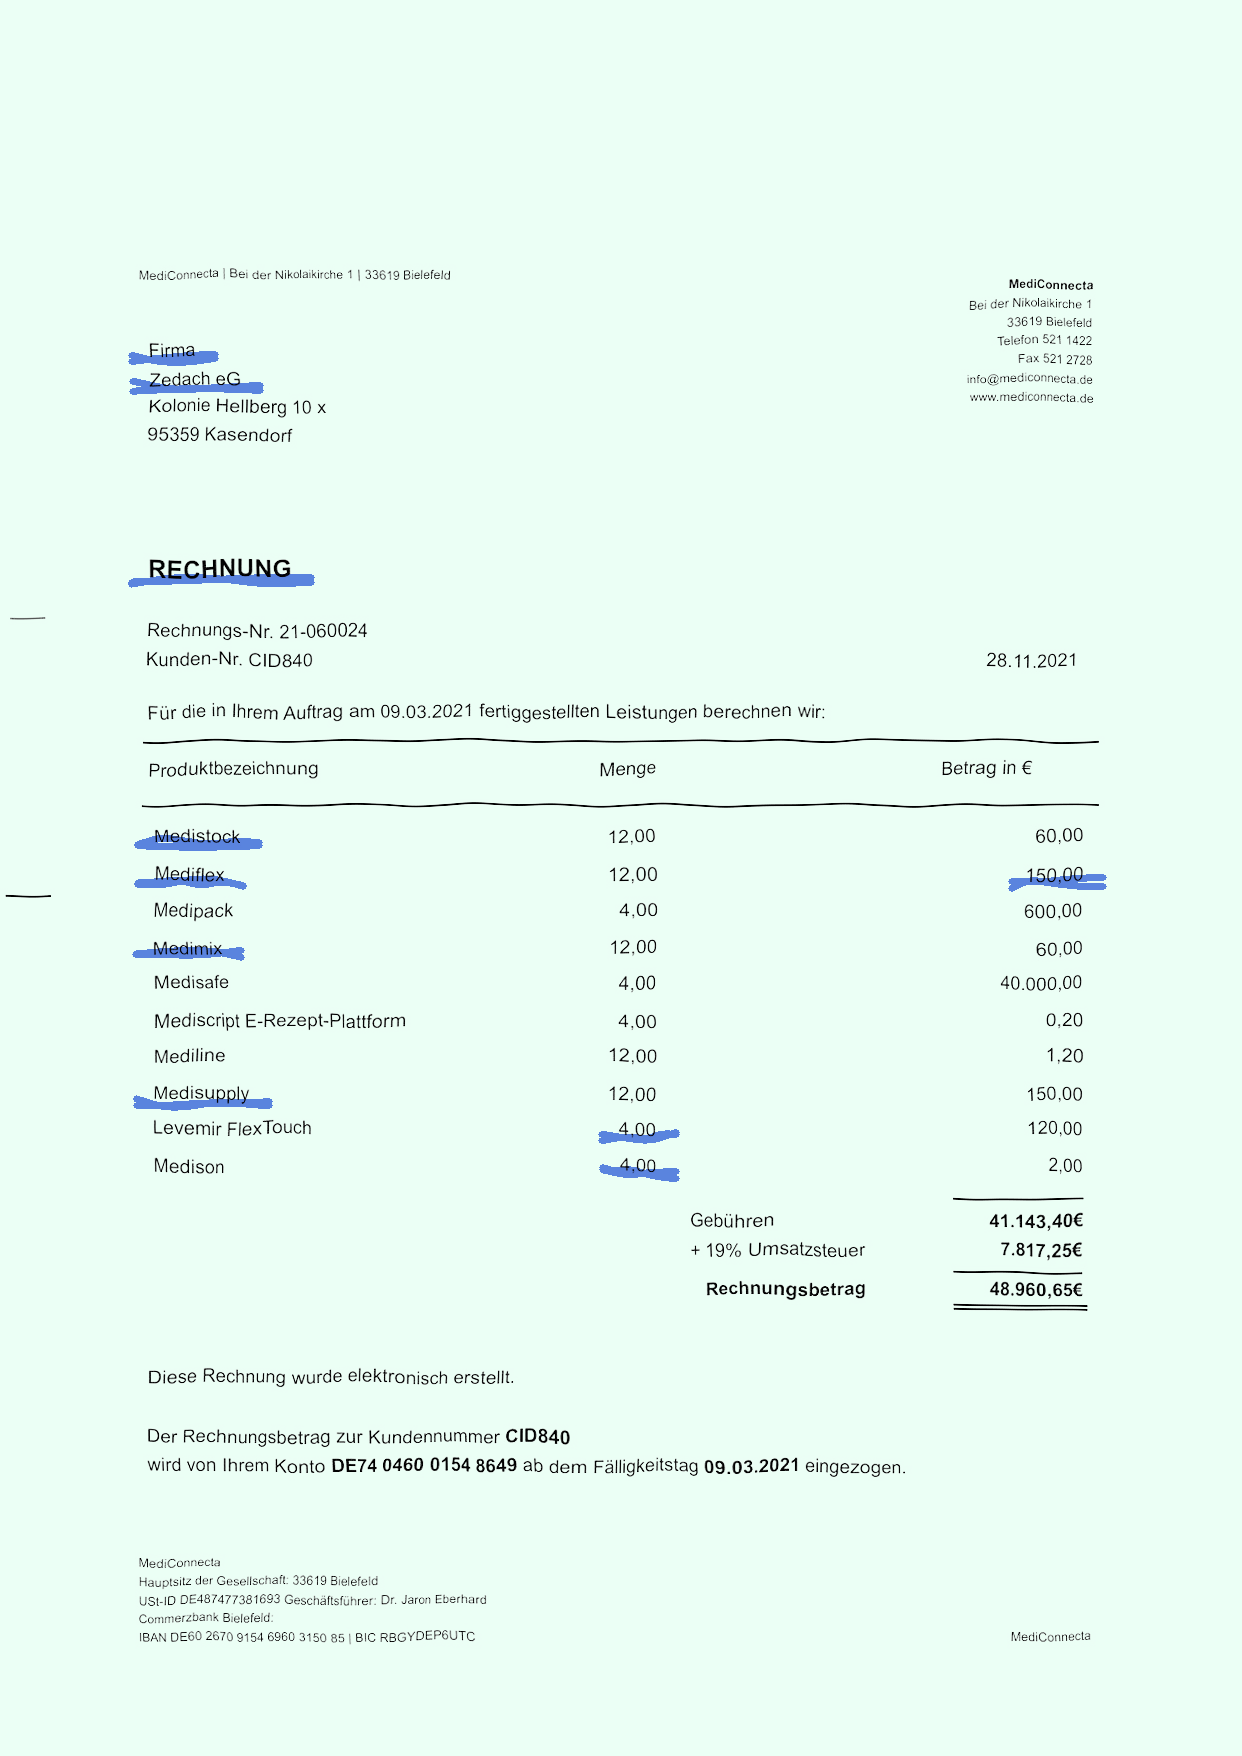 MediConnecta | Bei der Nikolaikirche 1 | 33619 Bielefeld
MediConnecta
Bei der Nikolaikirche 1
33619 Bielefeld
Telefon 521 1422
Fax 521 2728
info@mediconnecta.de
www.mediconnecta.de
Firma
Zedach eG
Kolonie Hellberg 10 x
95359 Kasendorf
RECHNUNG
Rechnungs-Nr. 21-060024
Kunden-Nr. CID840 28.11.2021
Für die in Ihrem Auftrag am 09.03.2021 fertiggestellten Leistungen berechnen wir:
Produktbezeichnung Menge Betrag in €
Medistock 12,00 60,00
Mediflex 12,00 150,00
Medipack 4,00 600,00
Medimix 12,00 60,00
Medisafe 4,00 40.000,00
Mediscript E-Rezept-Plattform 4,00 0,20
Mediline 12,00 1,20
Medisupply 12,00 150,00
Levemir FlexTouch 4,00 120,00
Medison 4,00 2,00
Gebühren 41.143,40€
+ 19% Umsatzsteuer 7.817,25€
Rechnungsbetrag 48.960,65€
Diese Rechnung wurde elektronisch erstellt.
Der Rechnungsbetrag zur Kundennummer CID840
wird von Ihrem Konto DE74 0460 0154 8649 ab dem Fälligkeitstag 09.03.2021 eingezogen.
MediConnecta
Hauptsitz der Gesellschaft: 33619 Bielefeld
USt-ID DE487477381693 Geschäftsführer: Dr. Jaron Eberhard
Commerzbank Bielefeld:
IBAN DE60 2670 9154 6960 3150 85 | BIC RBGYDEP6UTC
MediConnecta